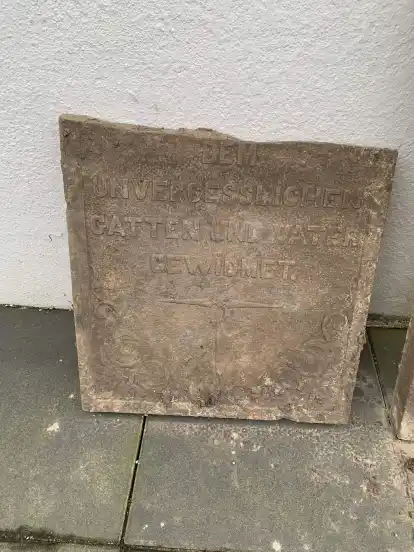 DEM
UNVERGESSLICHEN
GATTEN UND VATER
GEWIDMET.